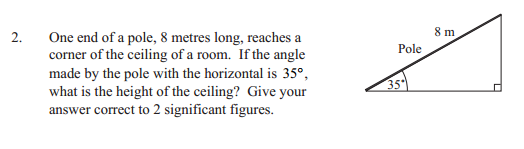 2. One end of a pole, 8 metres long, reaches a
corner of the ceiling of a room. If the angle
made by the pole with the horizontal is 35°,
what is the height of the ceiling? Give your
answer correct to 2 significant figures.
8 m
Pole
35°